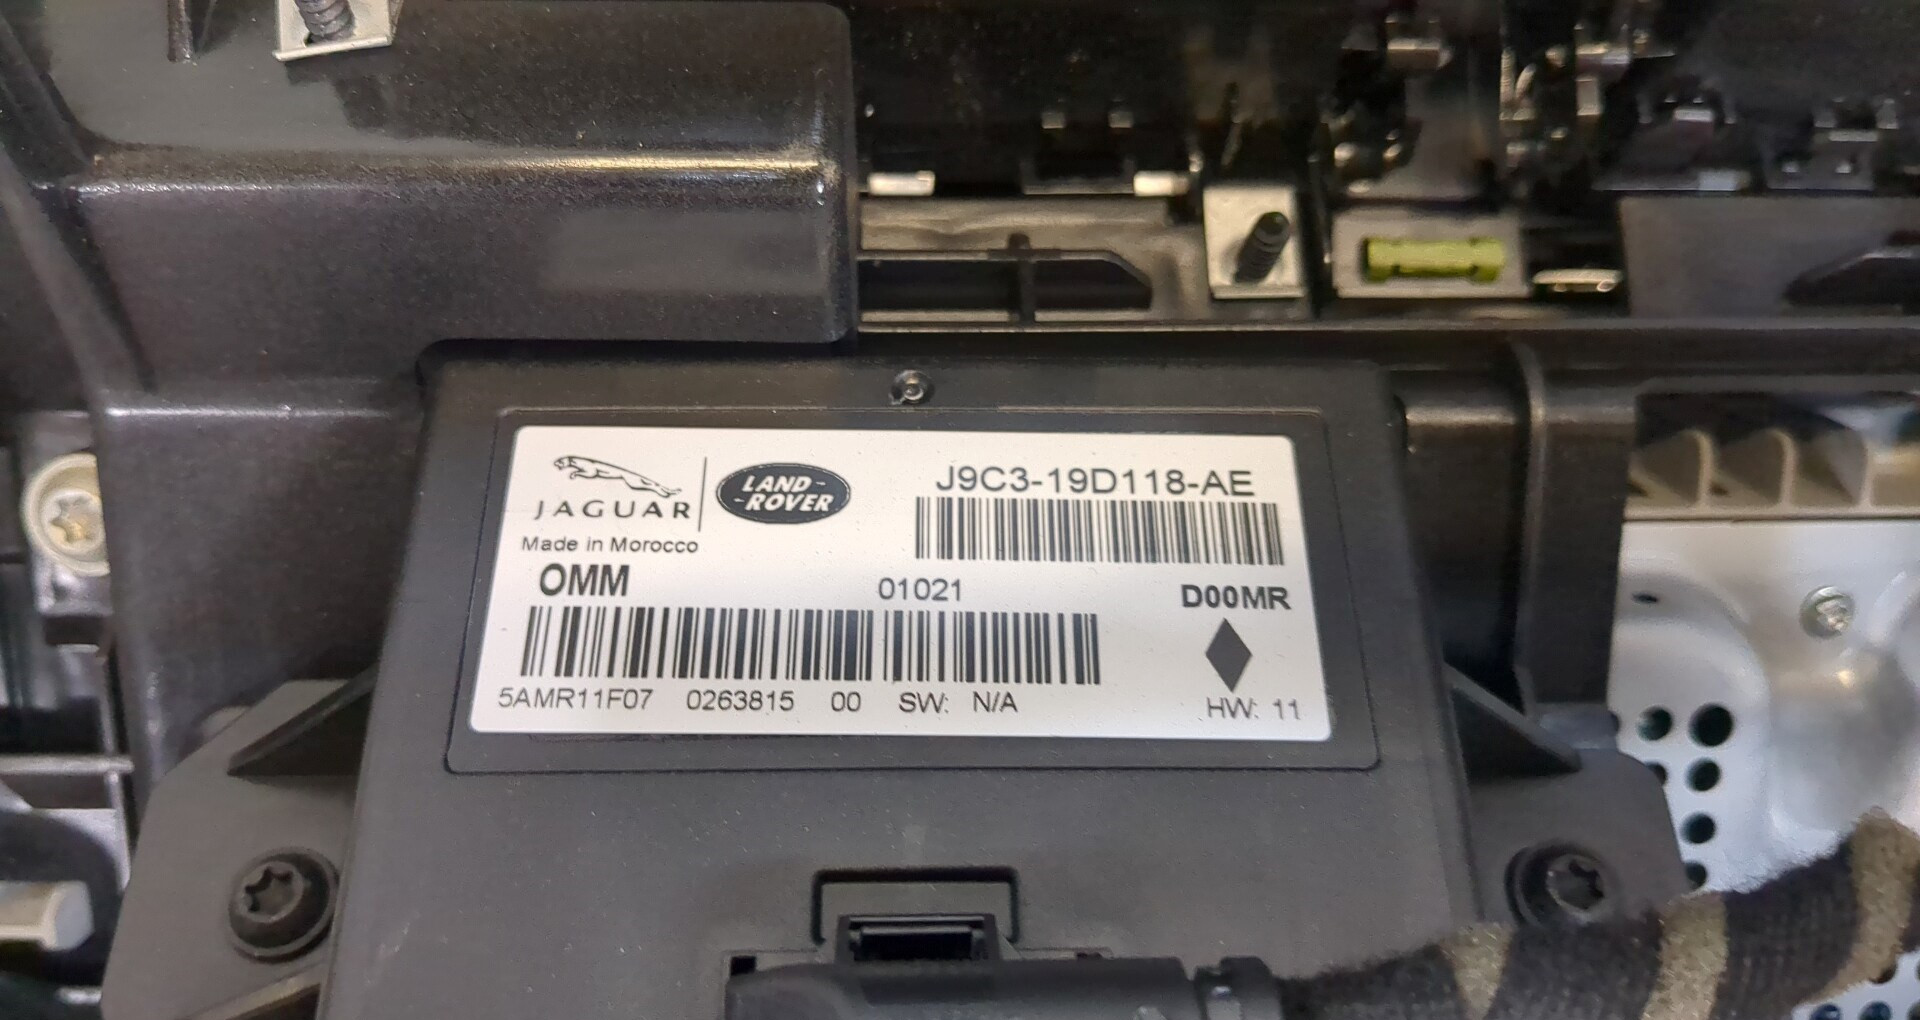 JAGUAR
LAND-
-ROVER
J9C3-19D118-AE
Made in Morocco
OMM
01021
D00MR
5AMR11F07 0263815 00 SW: N/A
HW: 11